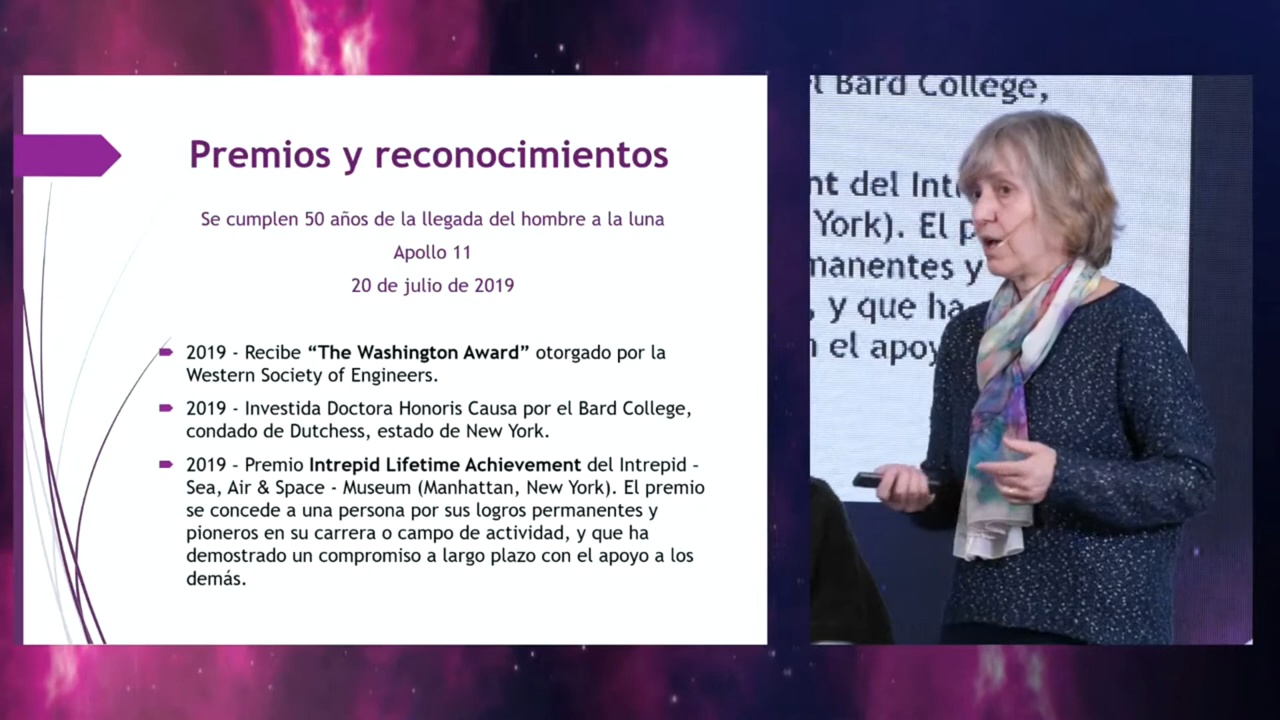 Premios y reconocimientos
Se cumplen 50 años de la llegada del hombre a la luna
Apollo 11
20 de julio de 2019
2019 - Recibe “The Washington Award” otorgado por la
Western Society of Engineers.
2019 - Investida Doctora Honoris Causa por el Bard College,
condado de Dutchess, estado de New York.
2019 - Premio Intrepid Lifetime Achievement del Intrepid -
Sea, Air & Space - Museum (Manhattan, New York). El premio
se concede a una persona por sus logros permanentes y
pioneros en su carrera o campo de actividad, y que ha
demostrado un compromiso a largo plazo con el apoyo a los
demás.
l Bard College,
nt del Int
York). El p
manentes y
, y que ha
n el apoy